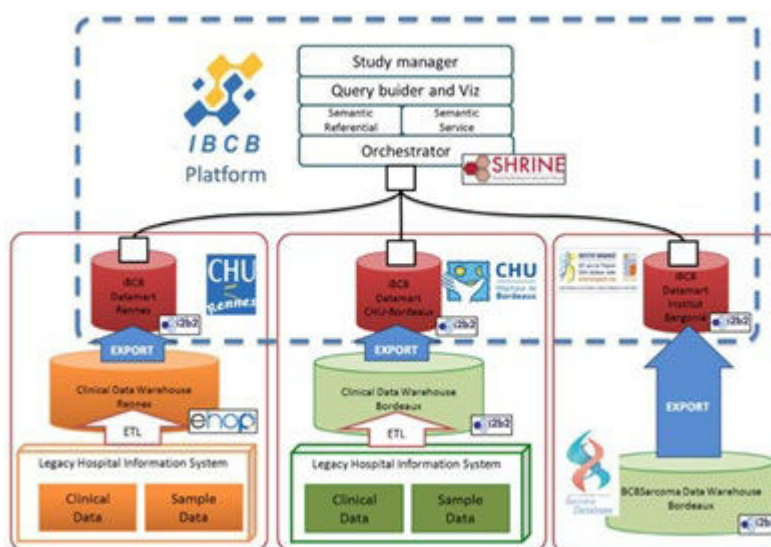 Study manager
Query buider and Viz
Semantic
Referential
Semantic
Service
Orchestrator
SHRINE
IBCB
Platform
iBCB
Datamart
Rennes
CHU
Rennes
i2b2
iBCB
Datamart
CHU-Bordeaux
CHU
Bordeaux
i2b2
iBCB
Datamart
Institut
Bergonié
i2b2
EXPORT
EXPORT
EXPORT
Clinical Data Warehouse
Rennes
ehop
Clinical Data Warehouse
Bordeaux
i2b2
ETL
ETL
Legacy Hospital Information System
Clinical
Data
Sample
Data
Legacy Hospital Information System
Clinical
Data
Sample
Data
Sarcoma
Database
BCBSarcoma Data Warehouse
Bordeaux
i2b2